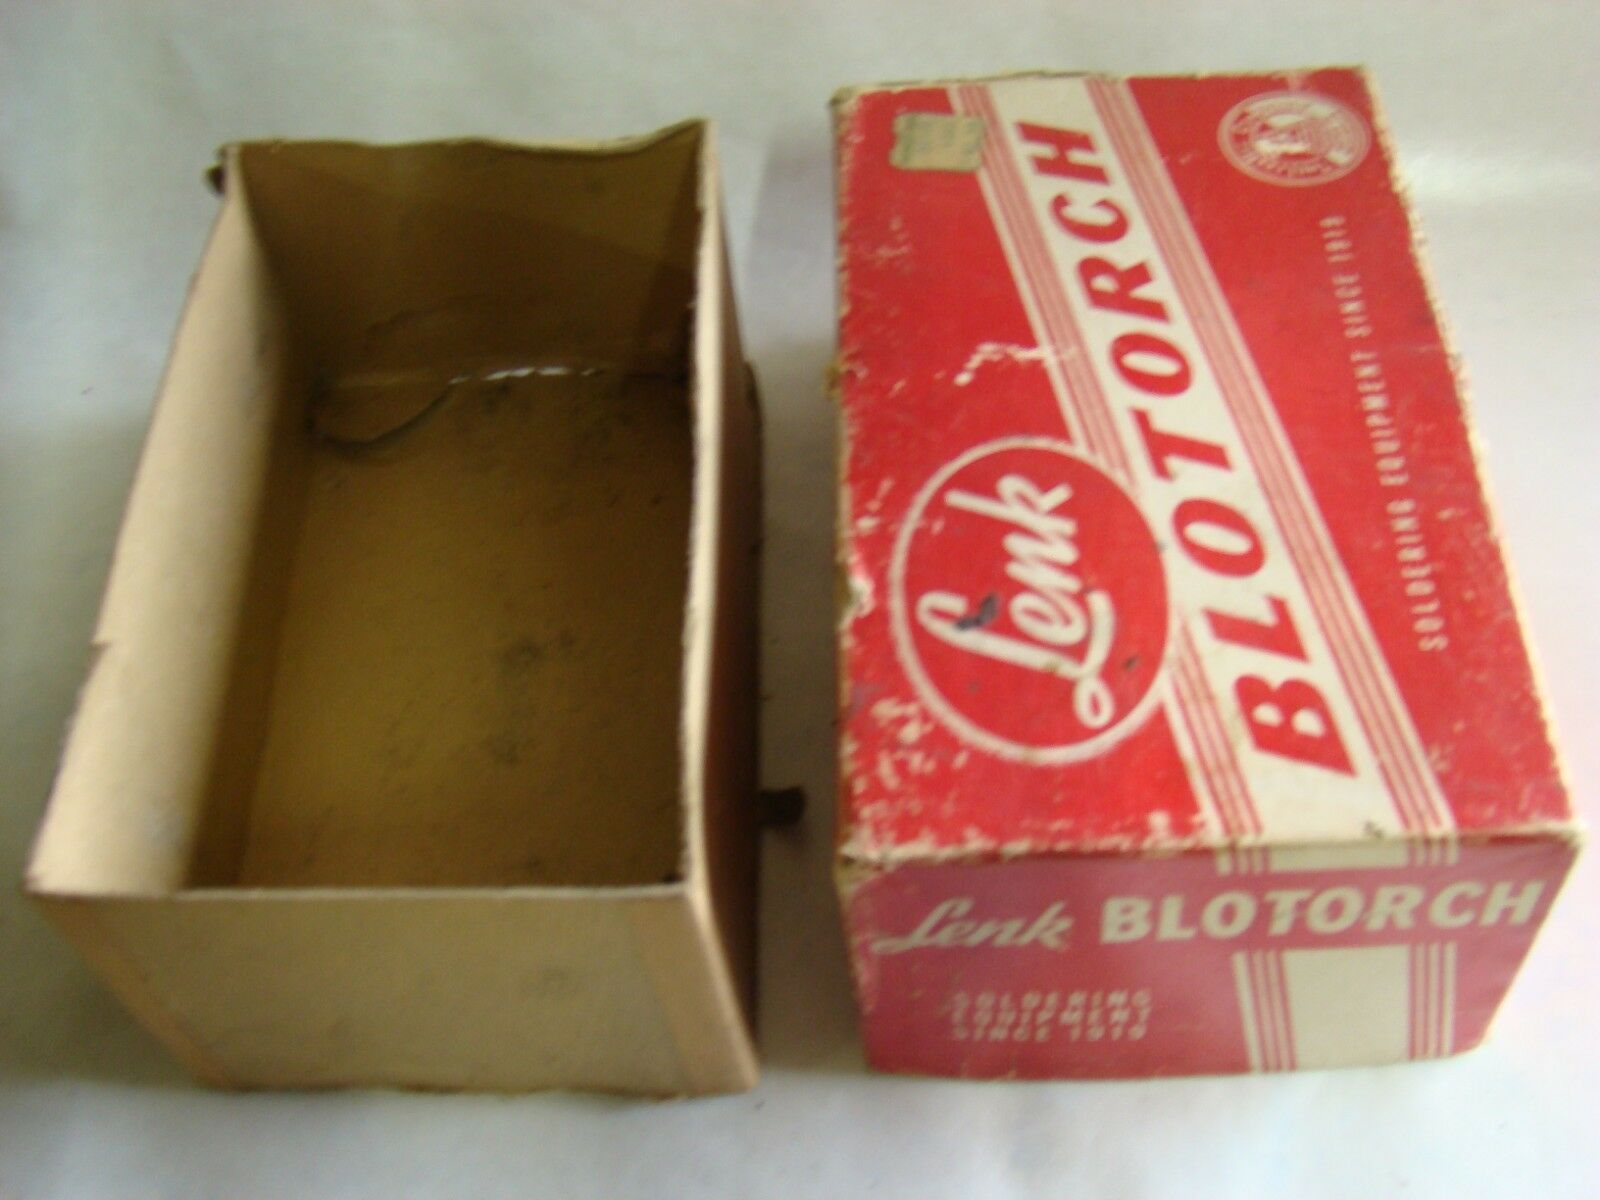 Lenk
BLOTORCH
SOLDERING EQUIPMENT SINCE 1919
Lenk BLOTORCH
SOLDERING
EQUIPMENT
SINCE 1919